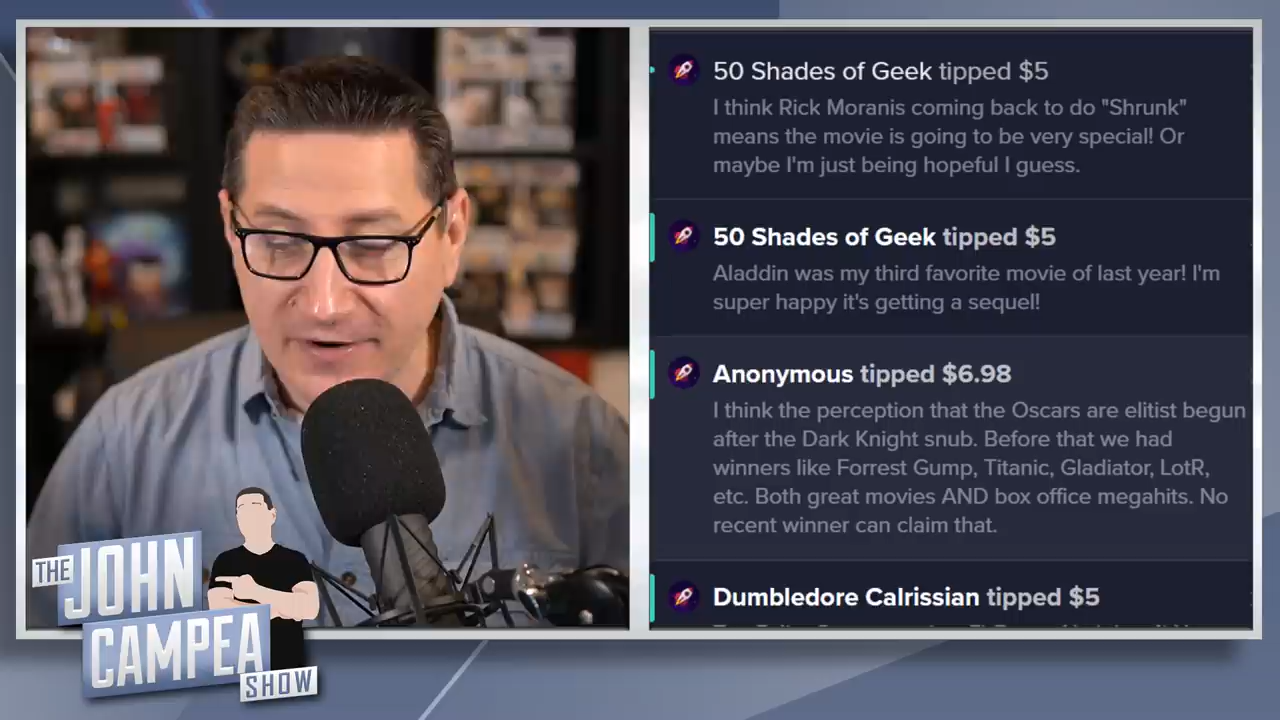 50 Shades of Geek tipped $5
I think Rick Moranis coming back to do "Shrunk"
means the movie is going to be very special! Or
maybe I'm just being hopeful I guess.
50 Shades of Geek tipped $5
Aladdin was my third favorite movie of last year! I'm
super happy it's getting a sequel!
Anonymous tipped $6.98
I think the perception that the Oscars are elitist begun
after the Dark Knight snub. Before that we had
winners like Forrest Gump, Titanic, Gladiator, LotR,
etc. Both great movies AND box office megahits. No
recent winner can claim that.
Dumbledore Calrissian tipped $5
THE
JOHN
CAMPEA
SHOW